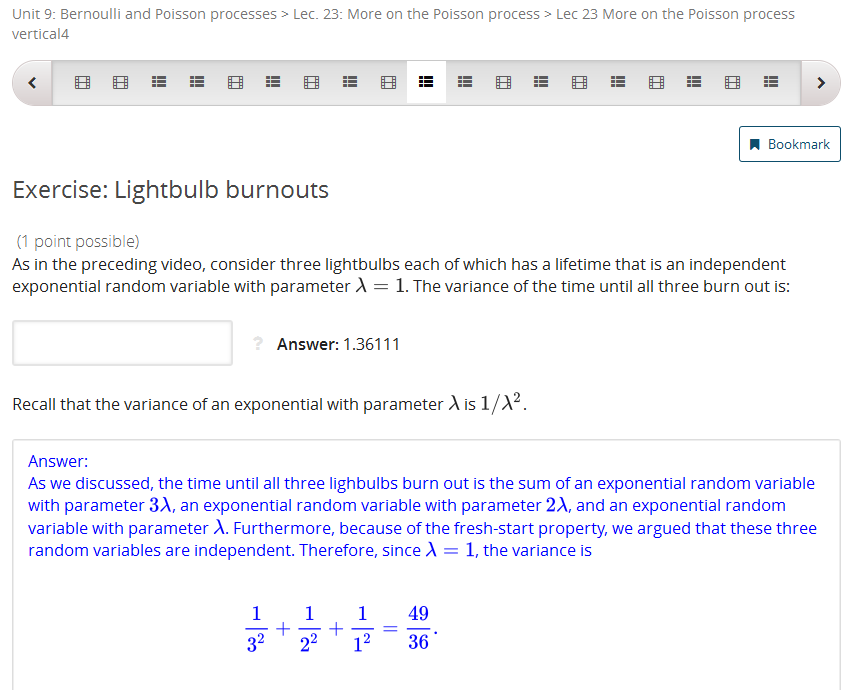 Unit 9: Bernoulli and Poisson processes > Lec. 23: More on the Poisson process > Lec 23 More on the Poisson process
vertical4
Bookmark
Exercise: Lightbulb burnouts
(1 point possible)
As in the preceding video, consider three lightbulbs each of which has a lifetime that is an independent
exponential random variable with parameter λ = 1. The variance of the time until all three burn out is:
? Answer: 1.36111
Recall that the variance of an exponential with parameter λ is 1/λ².
Answer:
As we discussed, the time until all three lighbulbs burn out is the sum of an exponential random variable
with parameter 3λ, an exponential random variable with parameter 2λ, and an exponential random
variable with parameter λ. Furthermore, because of the fresh-start property, we argued that these three
random variables are independent. Therefore, since λ = 1, the variance is
1/3² + 1/2² + 1/1² = 49/36.